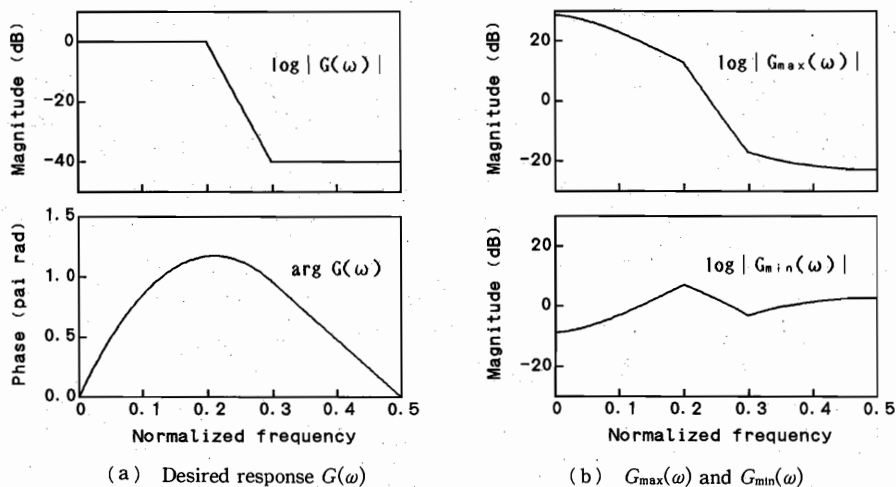 Magnitude (dB)
0
-20
-40
log| G(ω)|
Phase (pai rad)
1.5
1.0
0.5
0.0
arg G(ω)
0 0.1 0.2 0.3 0.4 0.5
Normalized frequency
(a) Desired response G(ω)
Magnitude (dB)
20
0
-20
log| Gmax(ω)|
Magnitude (dB)
20
0
-20
log| Gmin(ω)|
0 0.1 0.2 0.3 0.4 0.5
Normalized frequency
(b) Gmax(ω) and Gmin(ω)